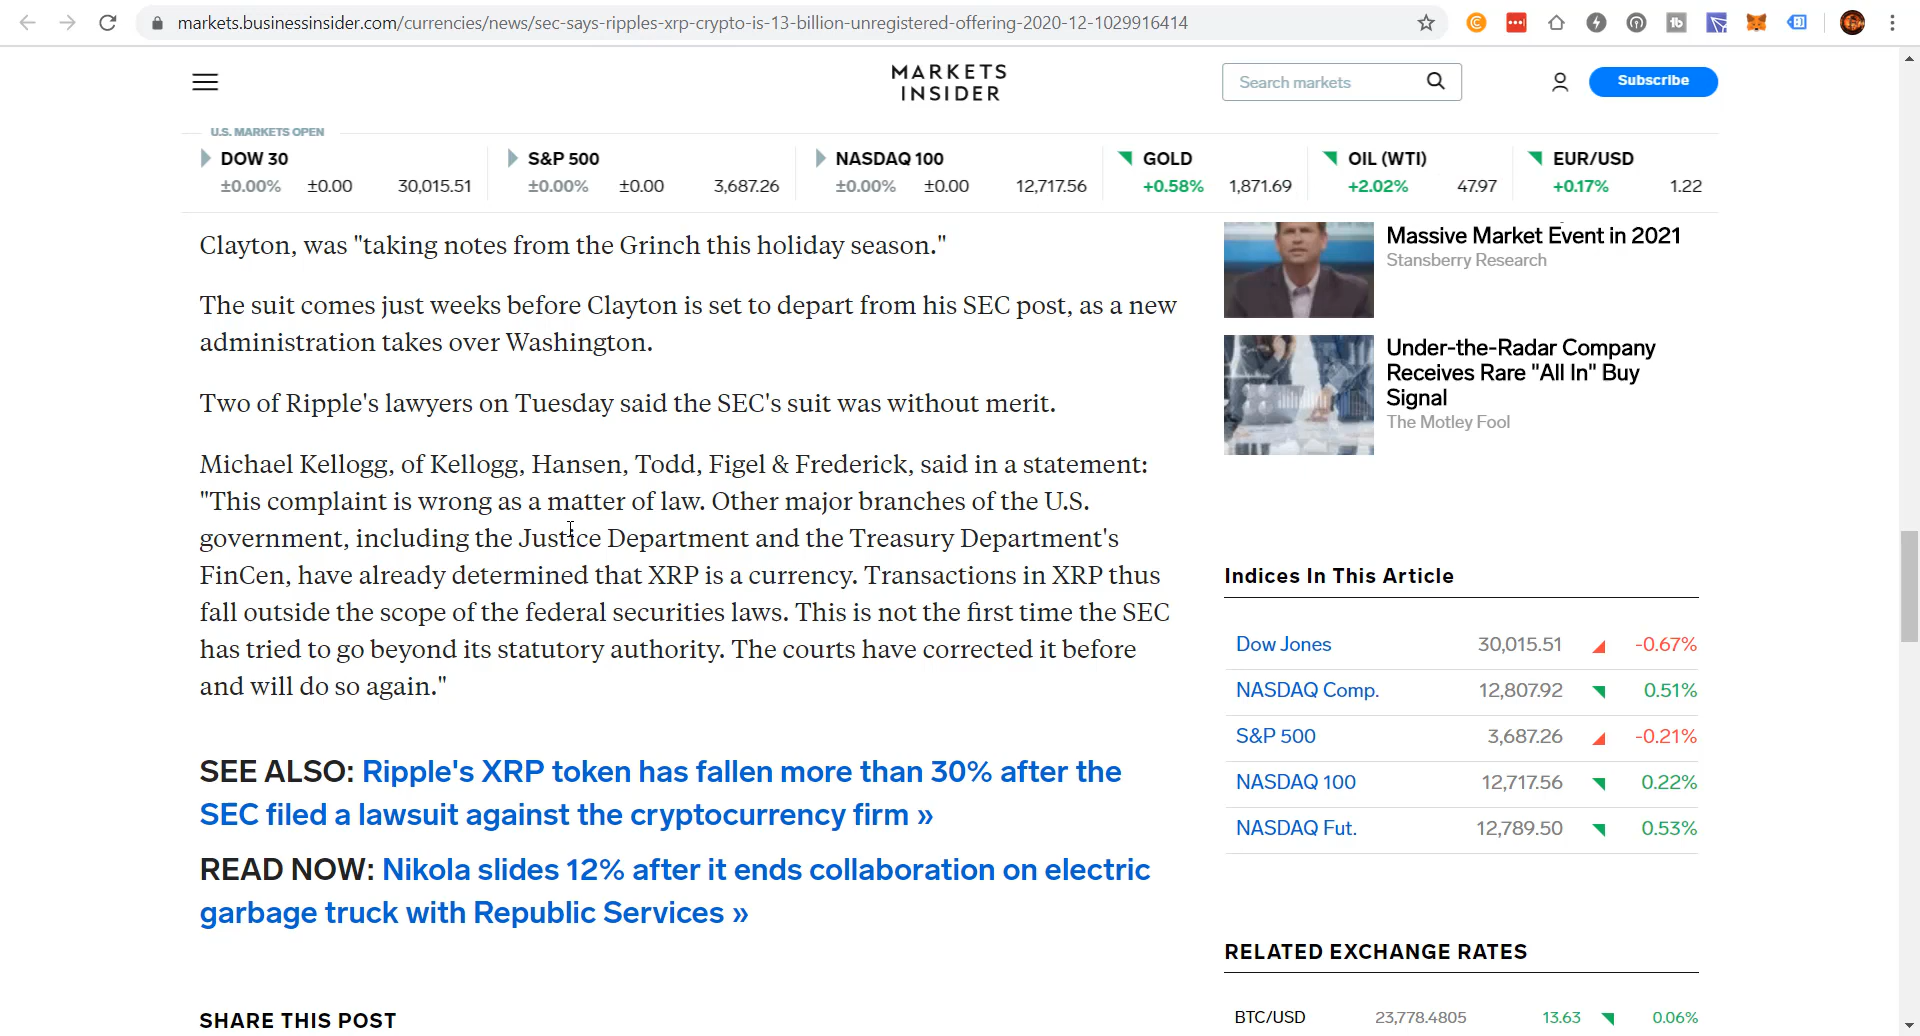 markets.businessinsider.com/currencies/news/sec-says-ripples-xrp-crypto-is-13-billion-unregistered-offering-2020-12-1029916414
MARKETS
INSIDER
Search markets
Subscribe
U.S. MARKETS OPEN
DOW 30
±0.00% ±0.00 30,015.51
S&P 500
±0.00% ±0.00 3,687.26
NASDAQ 100
±0.00% ±0.00 12,717.56
GOLD
+0.58% 1,871.69
OIL (WTI)
+2.02% 47.97
EUR/USD
+0.17% 1.22
Clayton, was "taking notes from the Grinch this holiday season."
The suit comes just weeks before Clayton is set to depart from his SEC post, as a new
administration takes over Washington.
Two of Ripple's lawyers on Tuesday said the SEC's suit was without merit.
Michael Kellogg, of Kellogg, Hansen, Todd, Figel & Frederick, said in a statement:
"This complaint is wrong as a matter of law. Other major branches of the U.S.
government, including the Justice Department and the Treasury Department's
FinCen, have already determined that XRP is a currency. Transactions in XRP thus
fall outside the scope of the federal securities laws. This is not the first time the SEC
has tried to go beyond its statutory authority. The courts have corrected it before
and will do so again."
SEE ALSO: Ripple's XRP token has fallen more than 30% after the
SEC filed a lawsuit against the cryptocurrency firm »
READ NOW: Nikola slides 12% after it ends collaboration on electric
garbage truck with Republic Services »
SHARE THIS POST
Massive Market Event in 2021
Stansberry Research
Under-the-Radar Company
Receives Rare "All In" Buy
Signal
The Motley Fool
Indices In This Article
Dow Jones 30,015.51 -0.67%
NASDAQ Comp. 12,807.92 0.51%
S&P 500 3,687.26 -0.21%
NASDAQ 100 12,717.56 0.22%
NASDAQ Fut. 12,789.50 0.53%
RELATED EXCHANGE RATES
BTC/USD 23,778.4805 13.63 0.06%